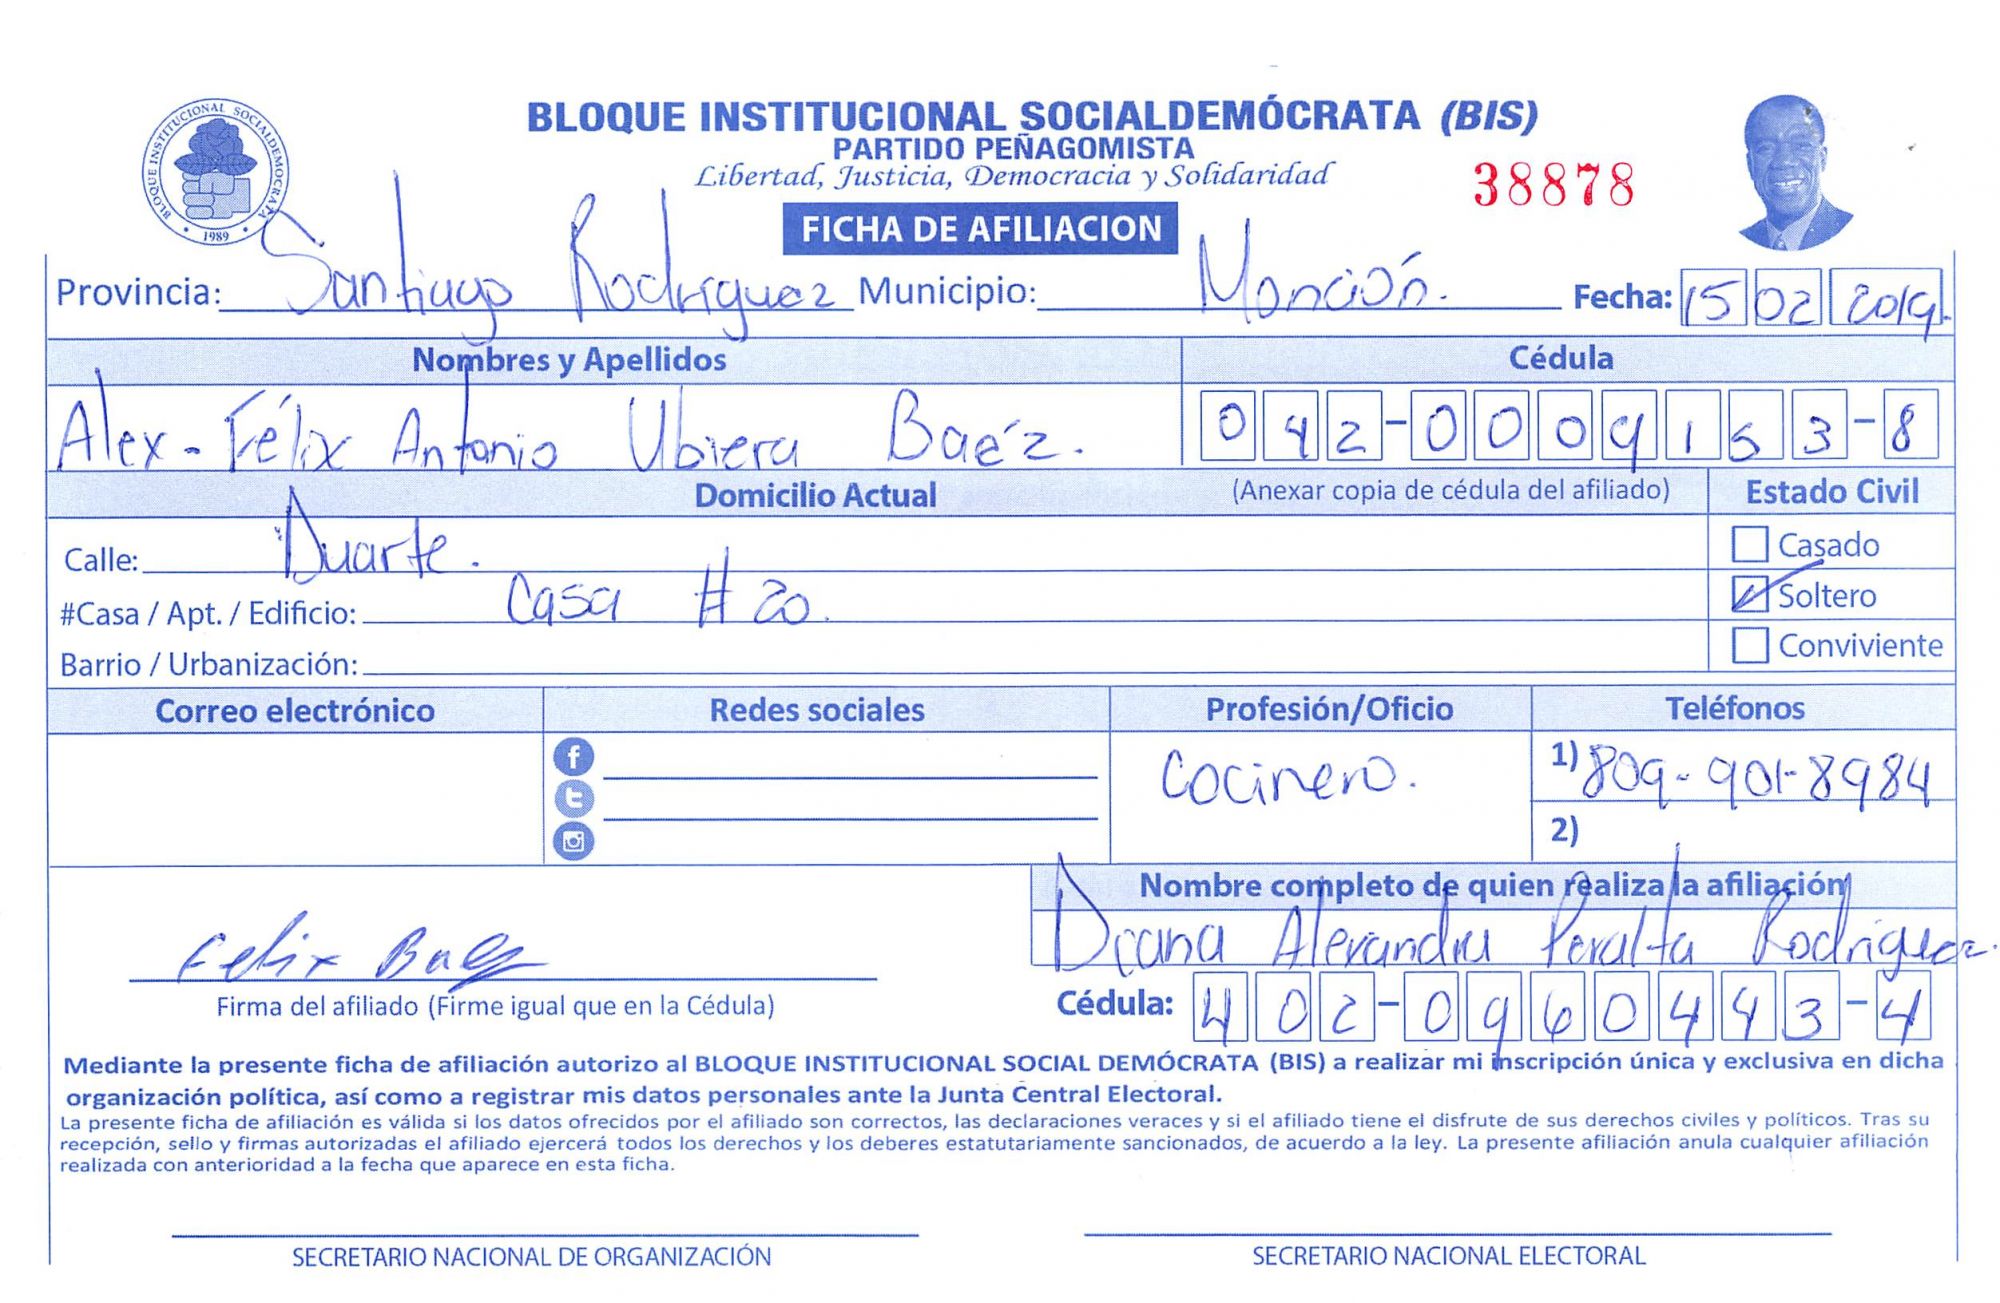 BLOQUE INSTITUCIONAL SOCIALDEMOCRATA
1989
BLOQUE INSTITUCIONAL SOCIALDEMÓCRATA (BIS)
PARTIDO PEÑAGOMISTA
Libertad, Justicia, Democracia y Solidaridad
38878
FICHA DE AFILIACION
Provincia: Santiago Rodriguez Municipio: Monción. Fecha: 15 02 2019.
Nombres y Apellidos Cédula
Alex-Félix Antonio Ubiera Baéz. 042-0009153-8
Domicilio Actual (Anexar copia de cédula del afiliado) Estado Civil
Calle: Duarte. Casado
#Casa / Apt. / Edificio: Casa #20. Soltero
Barrio / Urbanización: Conviviente
Correo electrónico Redes sociales Profesión/Oficio Teléfonos
Cocinero. 1) 809-901-8984
2)
Nombre completo de quien realiza la afiliación
Diana Alexandra Peralta Rodriguez.
Felix Baez
Firma del afiliado (Firme igual que en la Cédula) Cédula: 402-0960443-4
Mediante la presente ficha de afiliación autorizo al BLOQUE INSTITUCIONAL SOCIAL DEMÓCRATA (BIS) a realizar mi inscripción única y exclusiva en dicha
organización política, así como a registrar mis datos personales ante la Junta Central Electoral.
La presente ficha de afiliación es válida si los datos ofrecidos por el afiliado son correctos, las declaraciones veraces y si el afiliado tiene el disfrute de sus derechos civiles y políticos. Tras su
recepción, sello y firmas autorizadas el afiliado ejercerá todos los derechos y los deberes estatutariamente sancionados, de acuerdo a la ley. La presente afiliación anula cualquier afiliación
realizada con anterioridad a la fecha que aparece en esta ficha.
SECRETARIO NACIONAL DE ORGANIZACIÓN SECRETARIO NACIONAL ELECTORAL